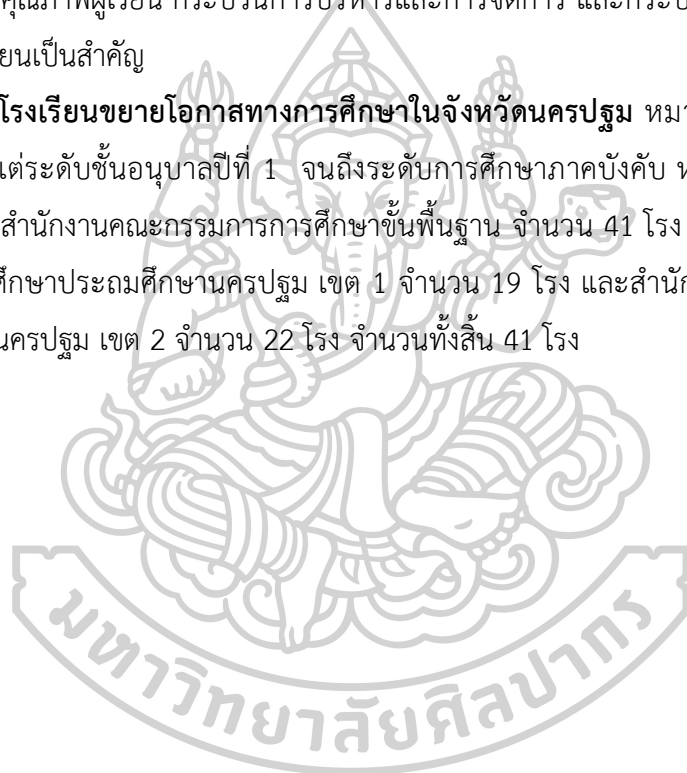 คุณภาพผู้เรียน กระบวนการบริหารและการจัดการ และกระบ
ยนเป็นสำคัญ
โรงเรียนขยายโอกาสทางการศึกษาในจังหวัดนครปฐม หมา
แต่ระดับชั้นอนุบาลปีที่ 1 จนถึงระดับการศึกษาภาคบังคับ ห
สำนักงานคณะกรรมการการศึกษาขั้นพื้นฐาน จำนวน 41 โรง
ศึกษาประถมศึกษานครปฐม เขต 1 จำนวน 19 โรง และสำนัก
นครปฐม เขต 2 จำนวน 22 โรง จำนวนทั้งสิ้น 41 โรง
มหาวิทยาลัยศิลปากร